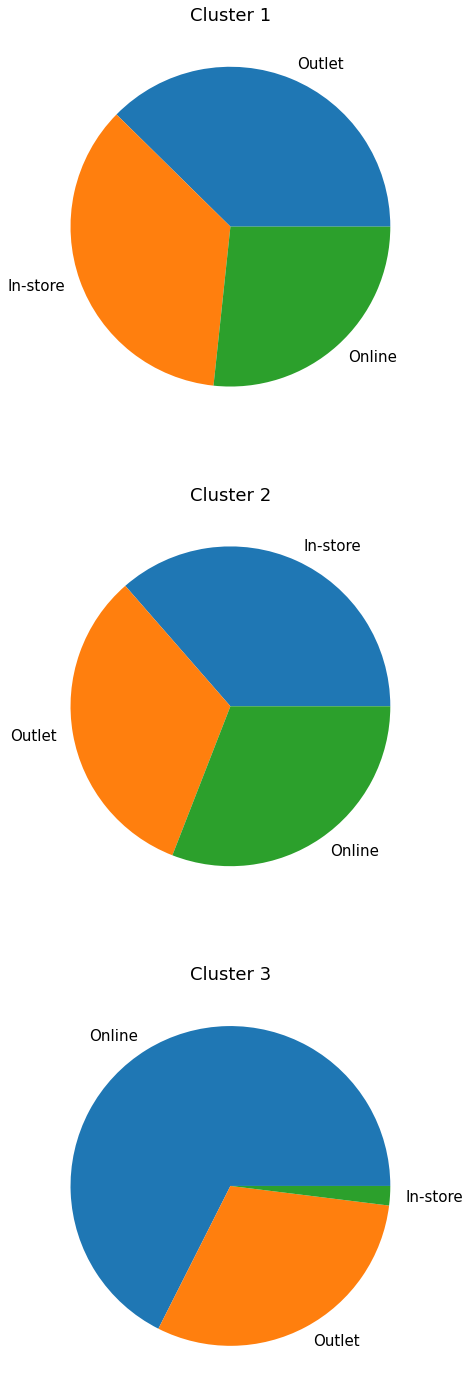 Cluster 1
Outlet
In-store
Online
Cluster 2
In-store
Outlet
Online
Cluster 3
Online
In-store
Outlet